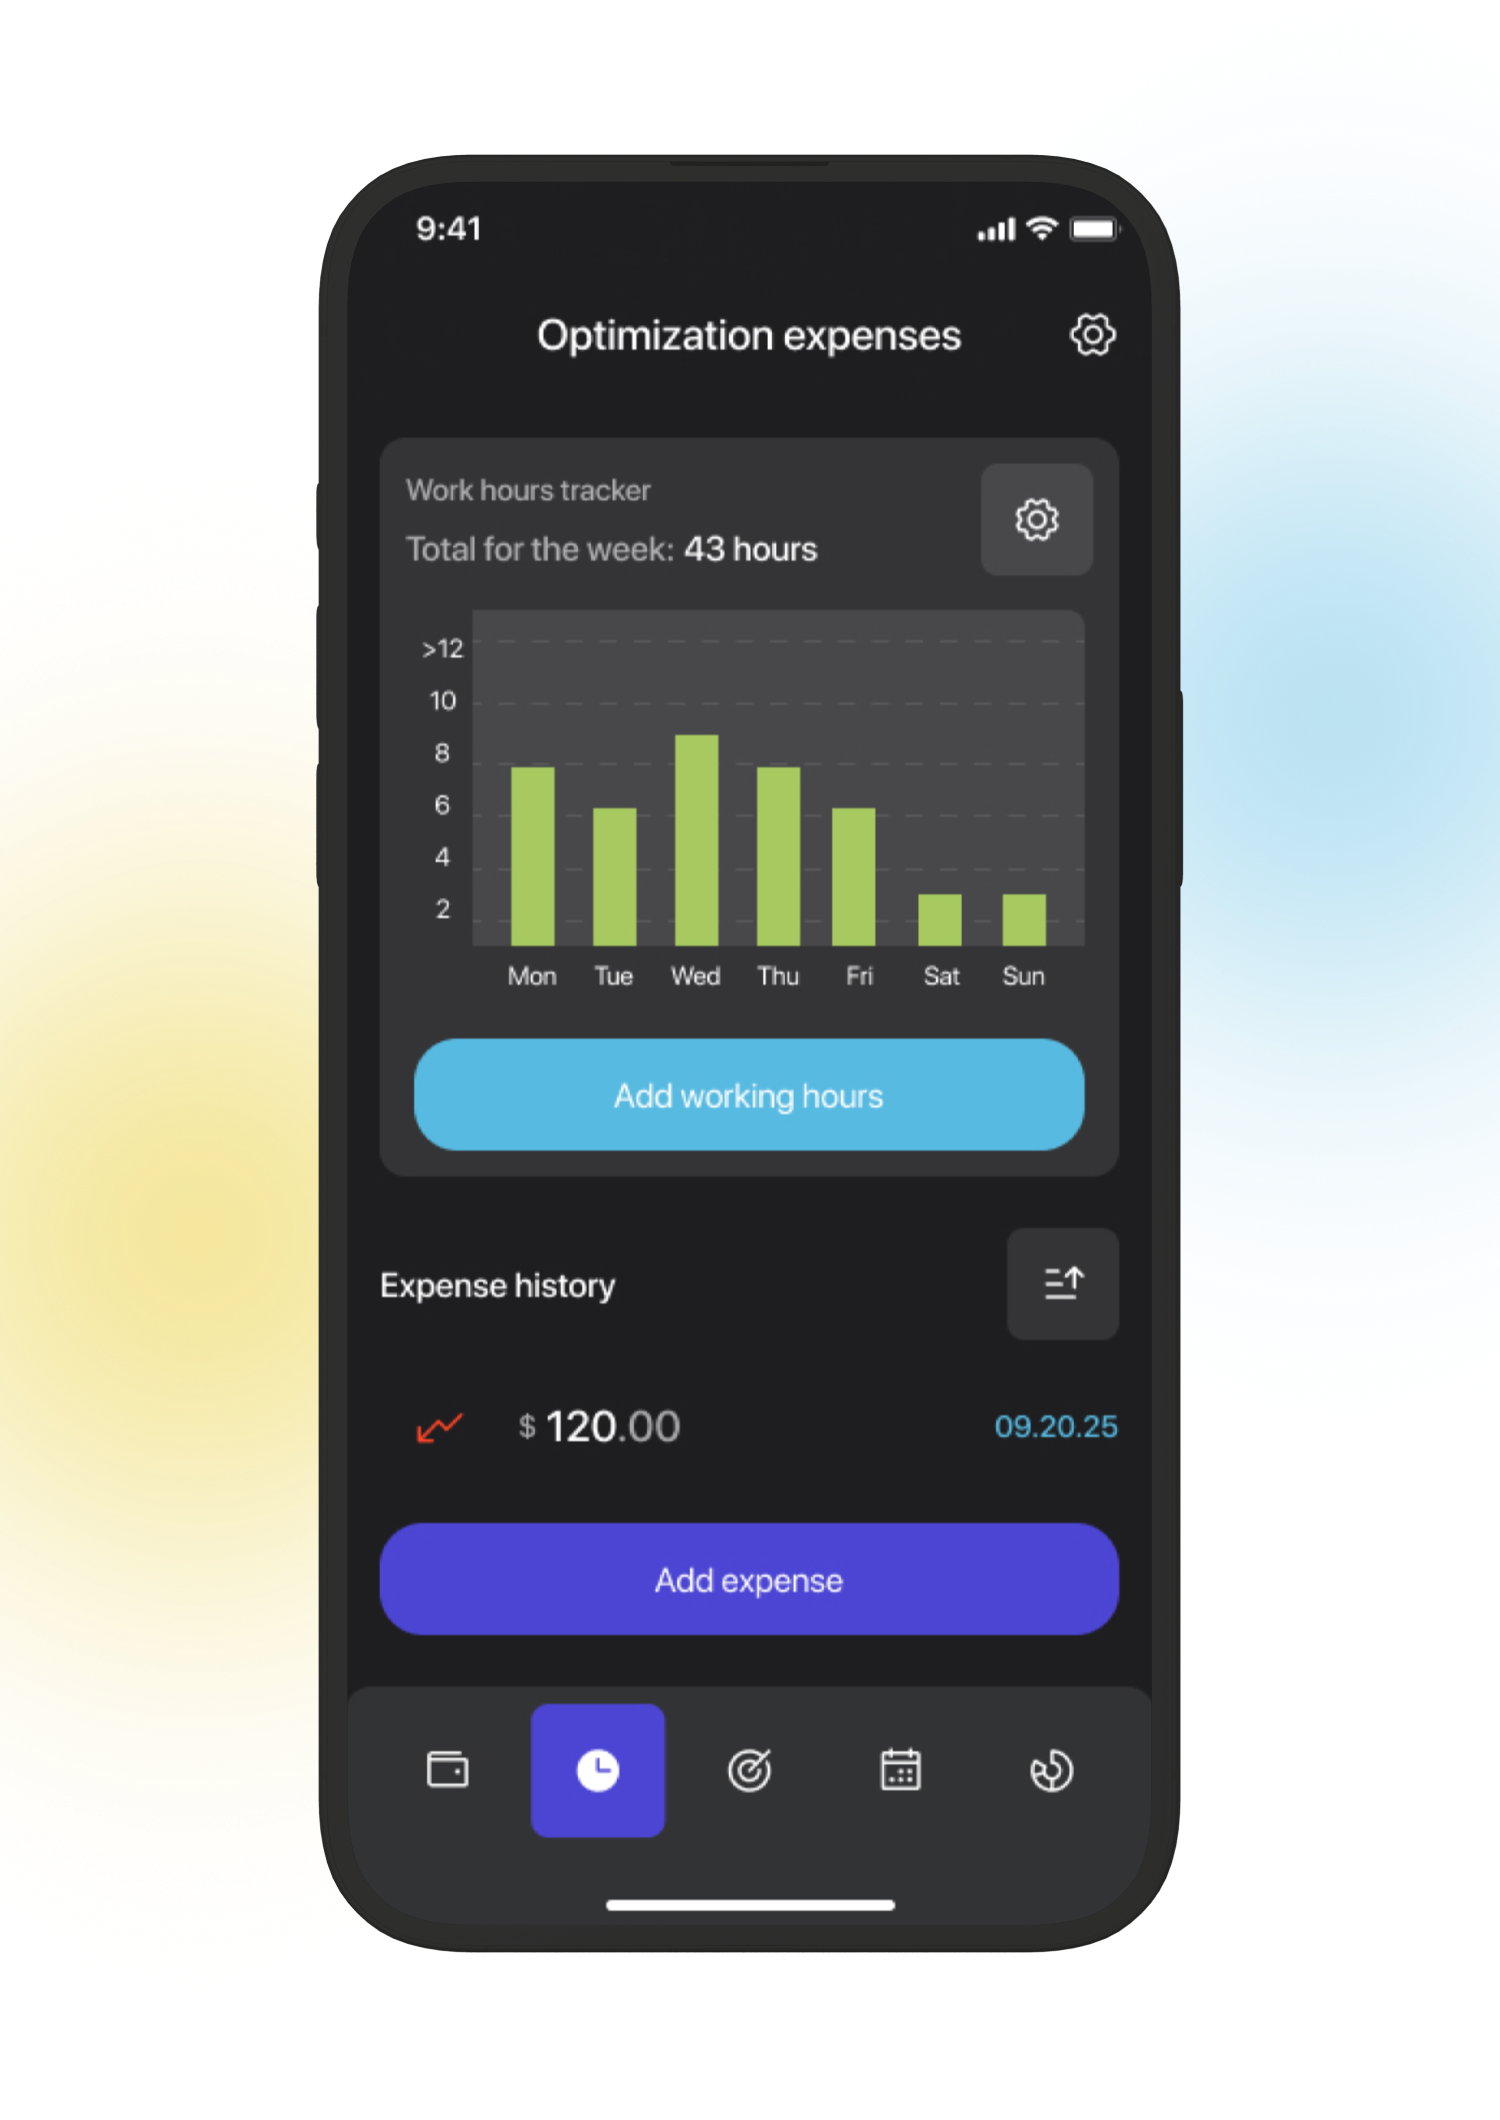 9:41
Optimization expenses
Work hours tracker
Total for the week: 43 hours
>12
10
8
6
4
2
Mon Tue Wed Thu Fri Sat Sun
Add working hours
Expense history
$ 120.00 09.20.25
Add expense